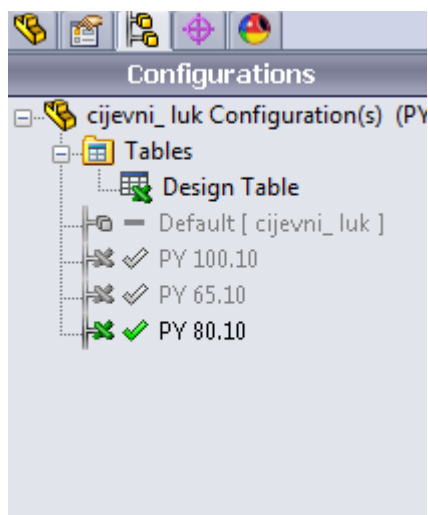 Configurations
cijevni_ luk Configuration(s) (PY
Tables
Design Table
Default [ cijevni_ luk ]
PY 100.10
PY 65.10
PY 80.10